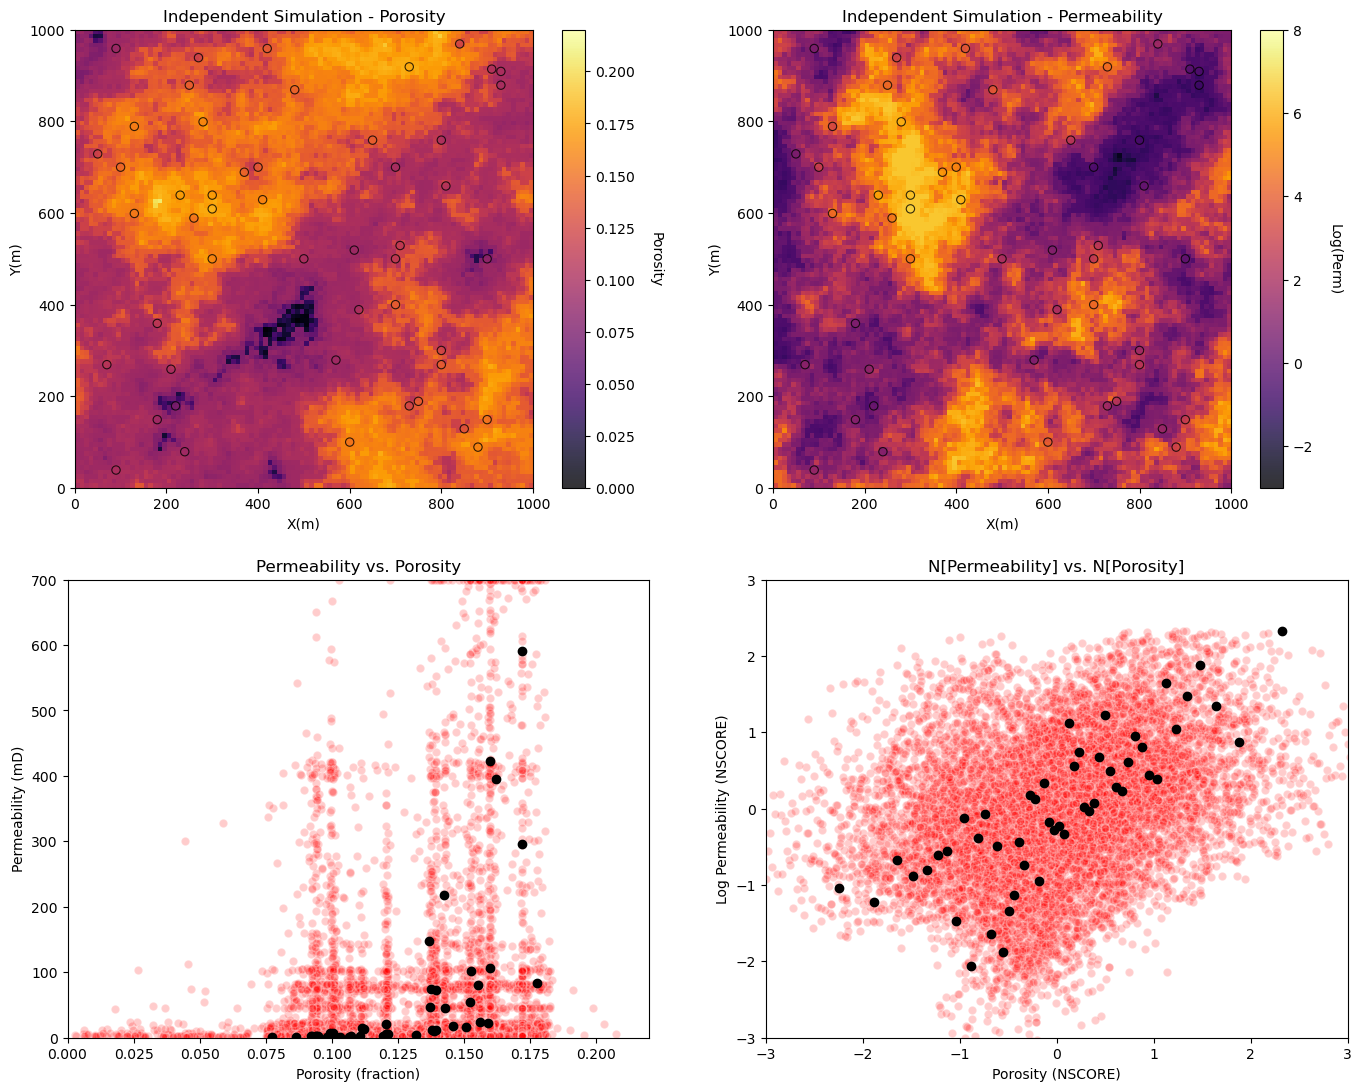 Independent Simulation - Porosity
1000
800
600
400
200
0
Y(m)
0 200 400 600 800 1000
X(m)
0.200
0.175
0.150
0.125
0.100
0.075
0.050
0.025
0.000
Porosity
Independent Simulation - Permeability
1000
800
600
400
200
0
Y(m)
0 200 400 600 800 1000
X(m)
8
6
4
2
0
−2
Log(Perm)
Permeability vs. Porosity
700
600
500
400
300
200
100
0
Permeability (mD)
0.000 0.025 0.050 0.075 0.100 0.125 0.150 0.175 0.200
Porosity (fraction)
N[Permeability] vs. N[Porosity]
3
2
1
0
−1
−2
−3
Log Permeability (NSCORE)
−3 −2 −1 0 1 2 3
Porosity (NSCORE)